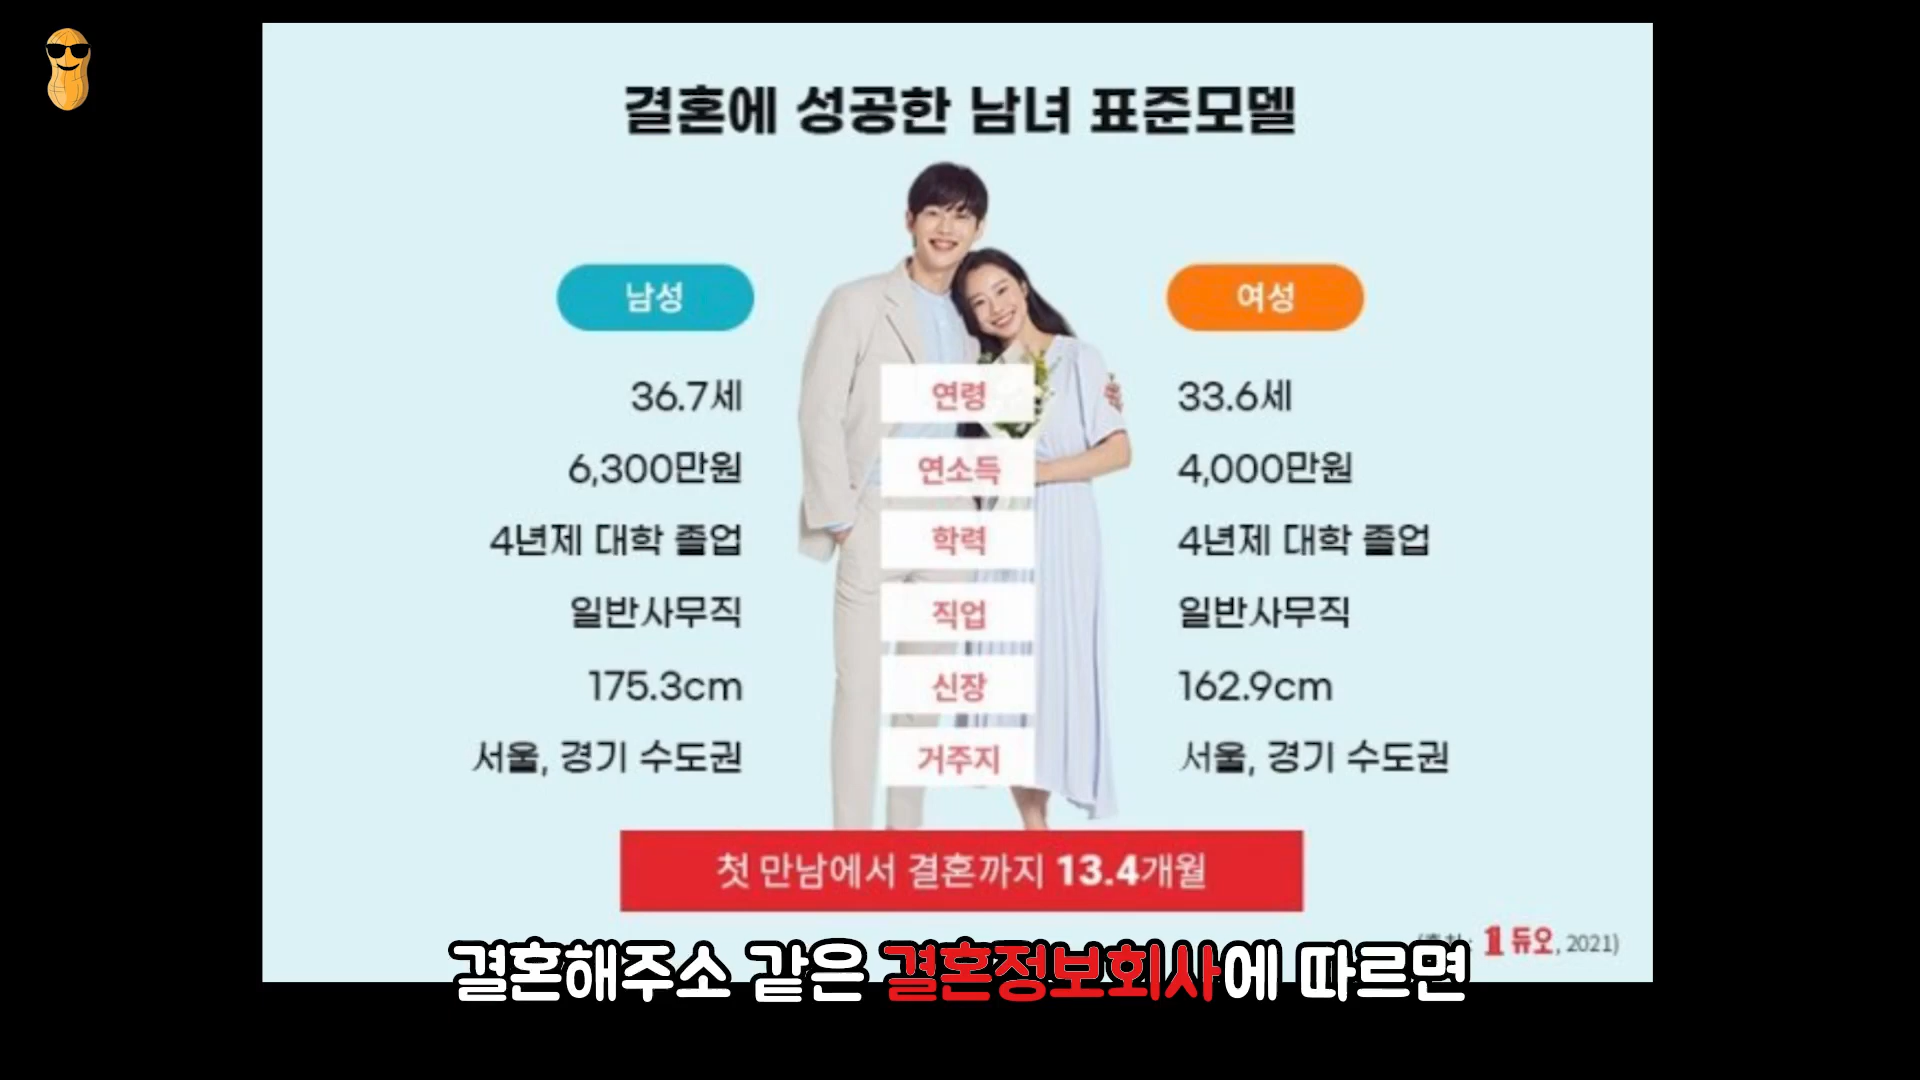 결혼에 성공한 남녀 표준모델
남성
여성
36.7세 연령 33.6세
6,300만원 연소득 4,000만원
4년제 대학 졸업 학력 4년제 대학 졸업
일반사무직 직업 일반사무직
175.3cm 신장 162.9cm
서울, 경기 수도권 거주지 서울, 경기 수도권
첫 만남에서 결혼까지 13.4개월
듀오, 2021)
결혼해주소 같은 결혼정보회사에 따르면